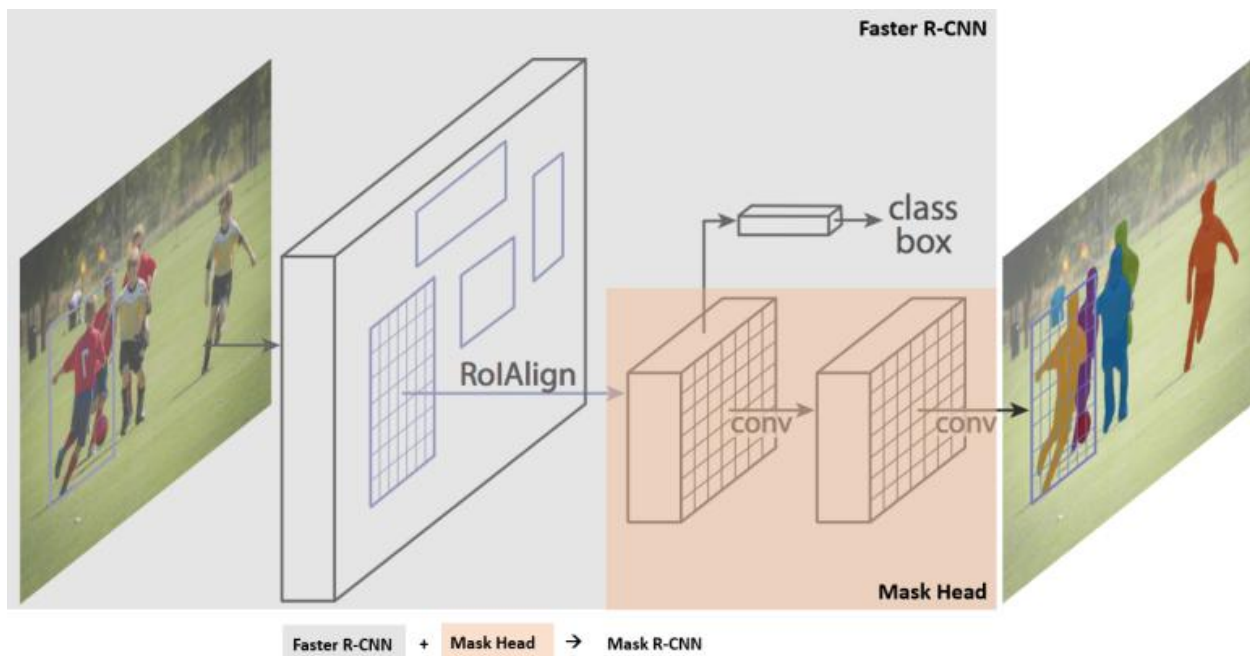 Faster R-CNN
class
box
RoIAlign
conv
conv
Mask Head
Faster R-CNN + Mask Head → Mask R-CNN